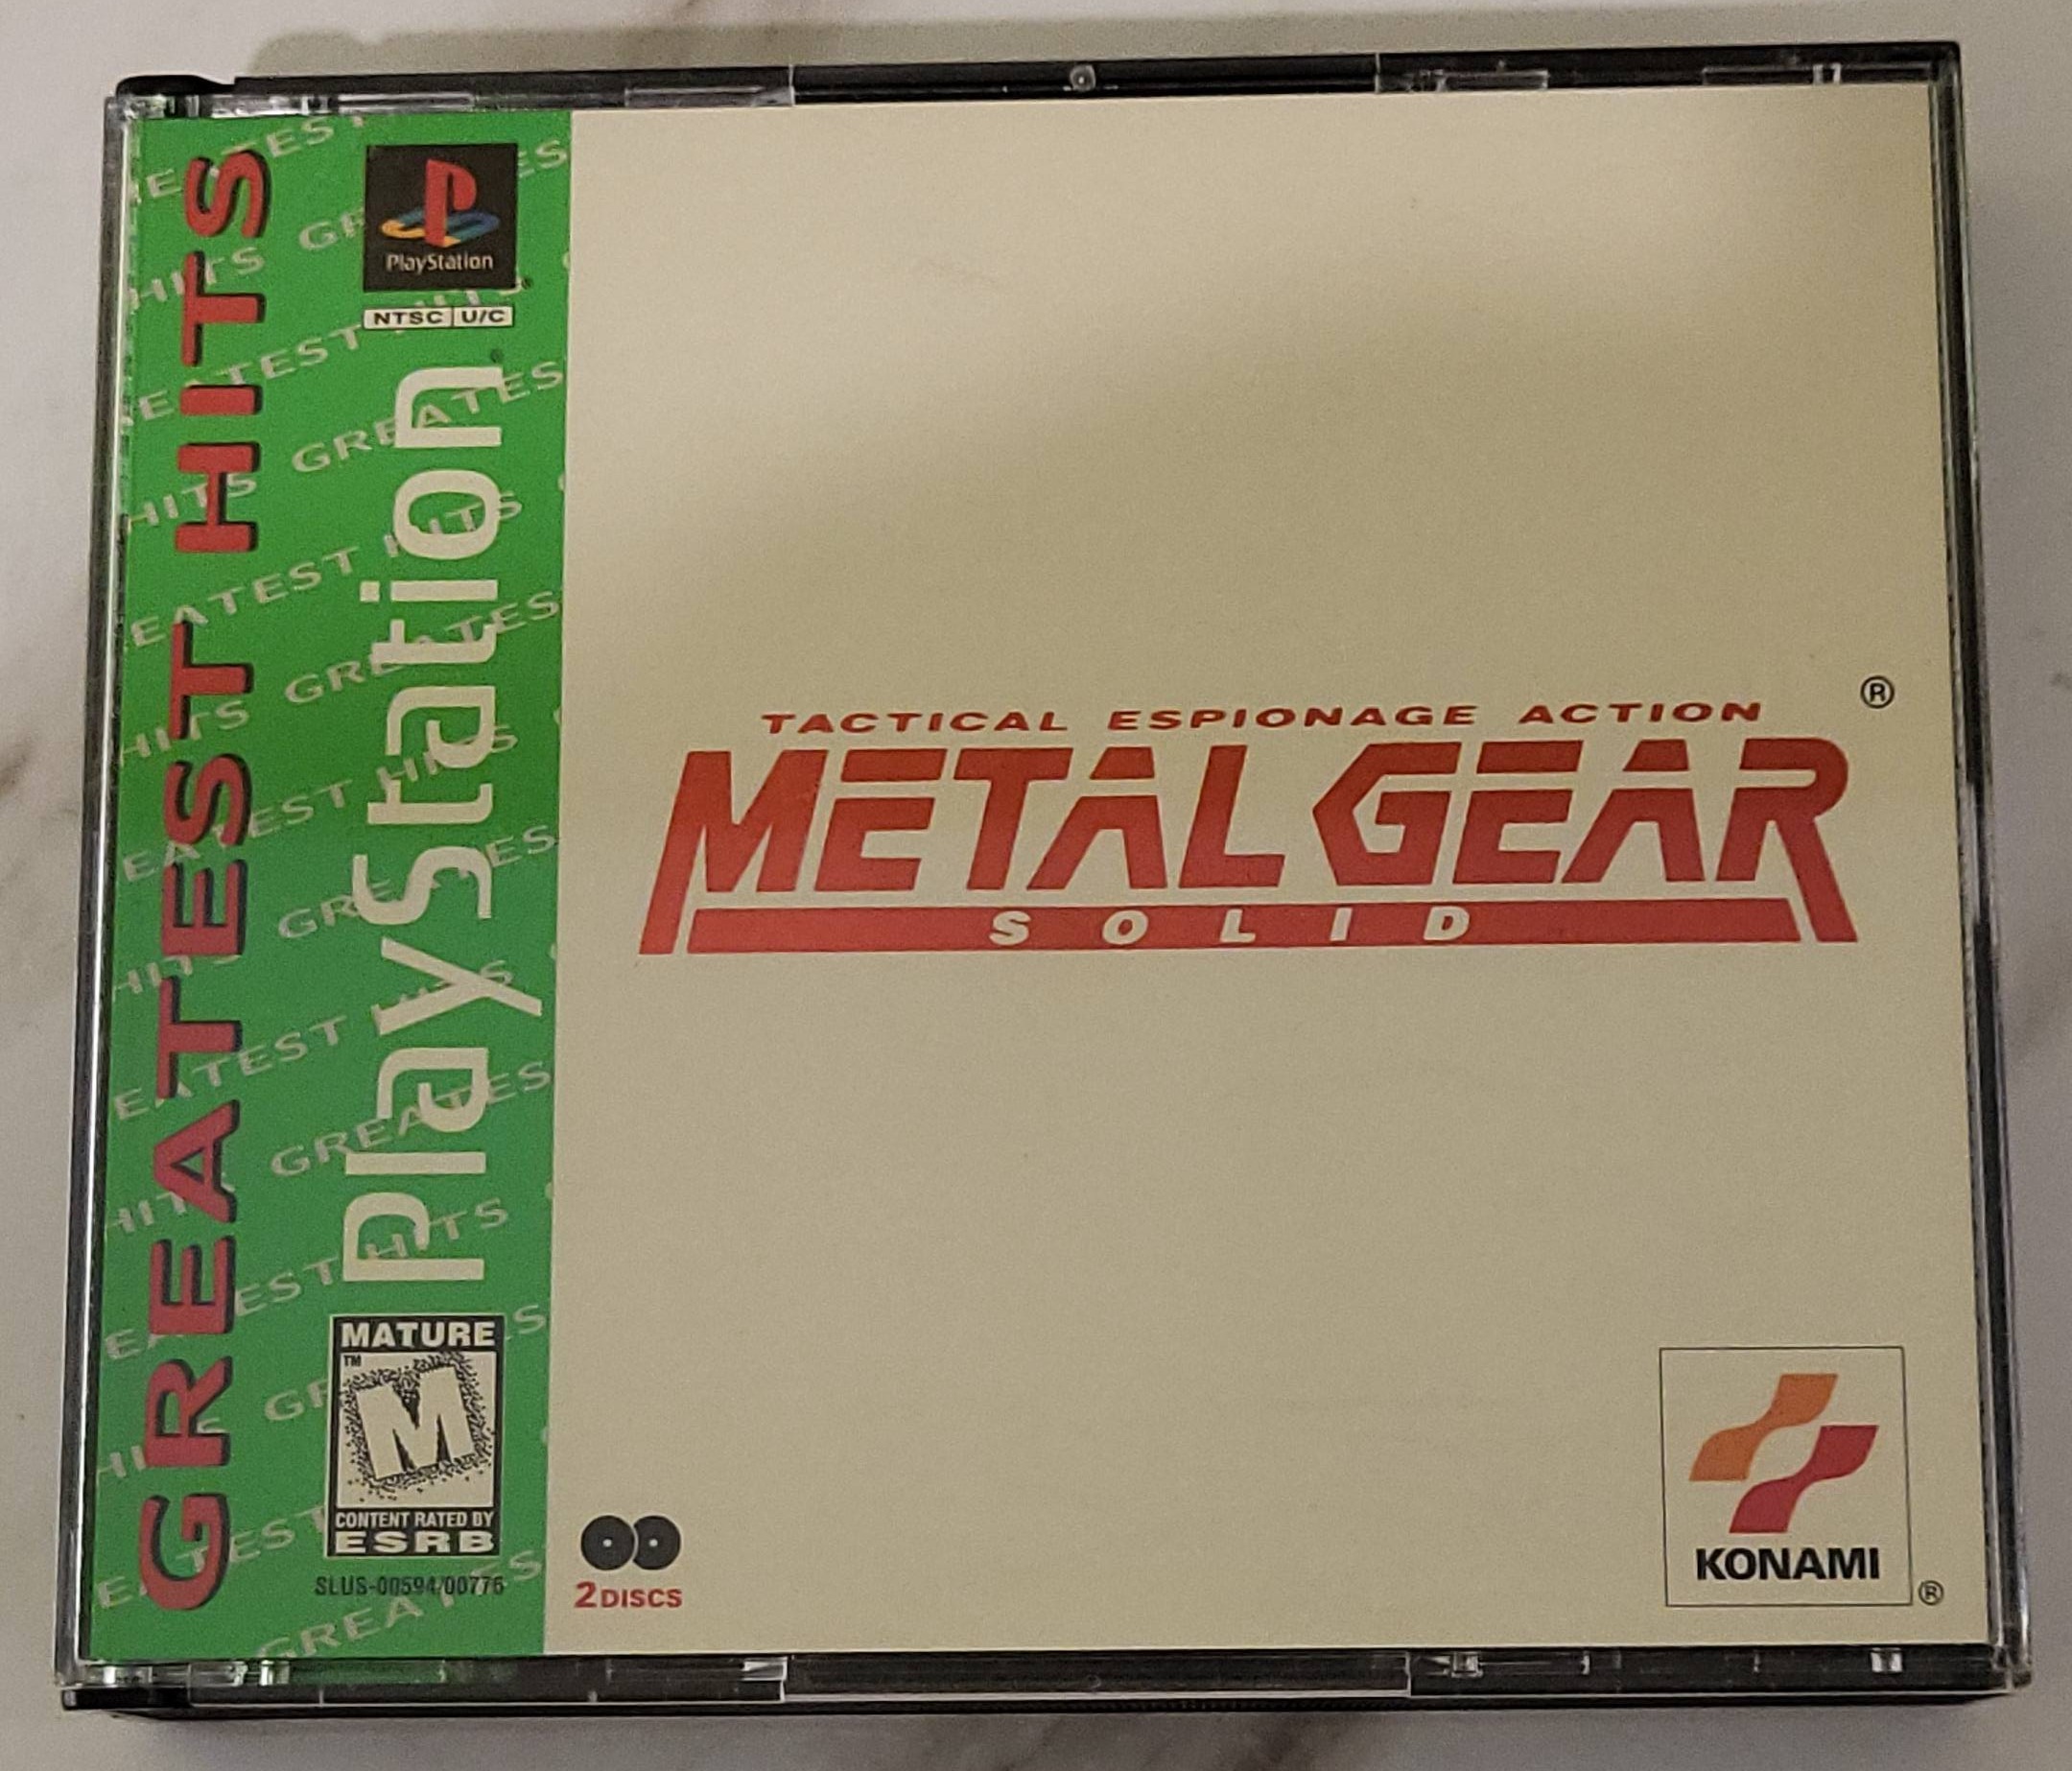 GREATEST HITS
PlayStation
NTSC U/C
PlayStation
MATURE
TM
M
CONTENT RATED BY
ESRB
SLUS-00594/00776
TACTICAL ESPIONAGE ACTION
®
METAL GEAR
SOLID
2 DISCS
KONAMI
®